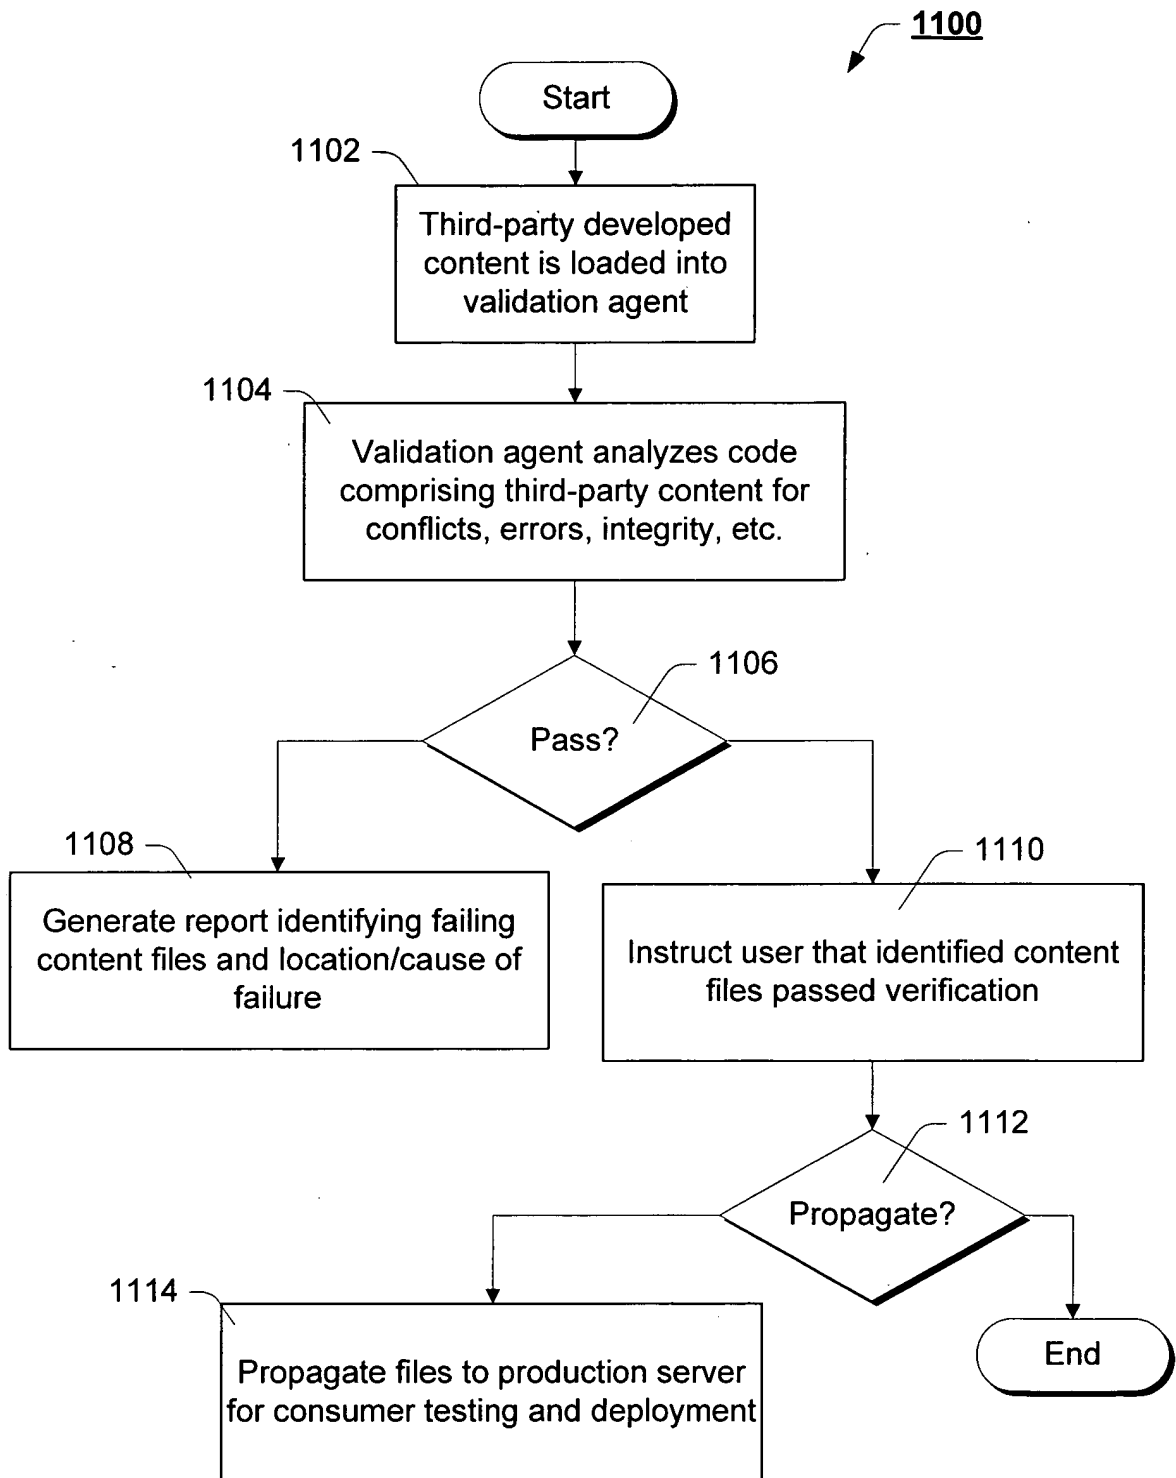 1100
Start
1102
Third-party developed
content is loaded into
validation agent
1104
Validation agent analyzes code
comprising third-party content for
conflicts, errors, integrity, etc.
1106
Pass?
1108
Generate report identifying failing
content files and location/cause of
failure
1110
Instruct user that identified content
files passed verification
1112
Propagate?
1114
Propagate files to production server
for consumer testing and deployment
End